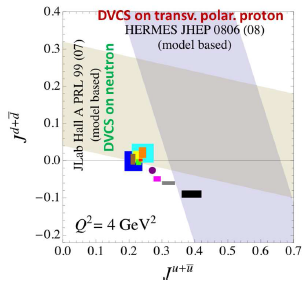 DVCS on transv. polar. proton
HERMES JHEP 0806 (08)
(model based)
JLab Hall A PRL 99 (07)
(model based)
DVCS on neutron
J^{d+\bar{d}}
0.4
0.3
0.2
0.1
0.0
−0.1
−0.2
Q²= 4 GeV²
0.0 0.1 0.2 0.3 0.4 0.5 0.6 0.7
J^{u+\bar{u}}